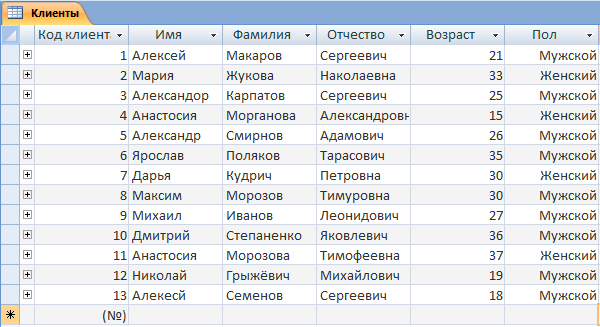 Клиенты
Код клиент Имя Фамилия Отчество Возраст Пол
1 Алексей Макаров Сергеевич 21 Мужской
2 Мария Жукова Наколаевна 33 Женский
3 Александор Карпатов Сергеевич 25 Мужской
4 Анастосия Морганова Александровн 15 Женский
5 Александр Смирнов Адамович 26 Мужской
6 Ярослав Поляков Тарасович 35 Мужской
7 Дарья Кудрич Петровна 30 Женский
8 Максим Морозов Тимуровна 30 Мужской
9 Михаил Иванов Леонидович 27 Мужской
10 Дмитрий Степаненко Яковлевич 36 Мужской
11 Анастосия Морозова Тимофеевна 37 Женский
12 Николай Грыжёвич Михайлович 19 Мужской
13 Алекесй Семенов Сергеевич 18 Мужской
(№)